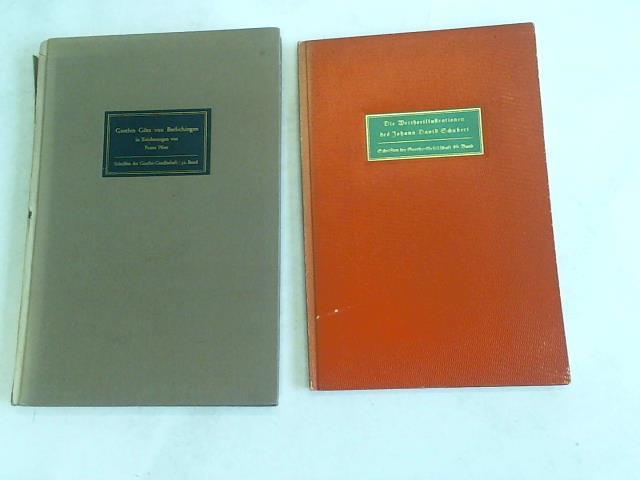 Goethes Götz von Berlichingen
in Zeichnungen von
Franz Pforr
Schriften der Goethe-Gesellschaft / 52. Band
Die Wertherillustrationen
des Johann David Schubert
Schriften der Goethe-Gesellschaft 46. Band